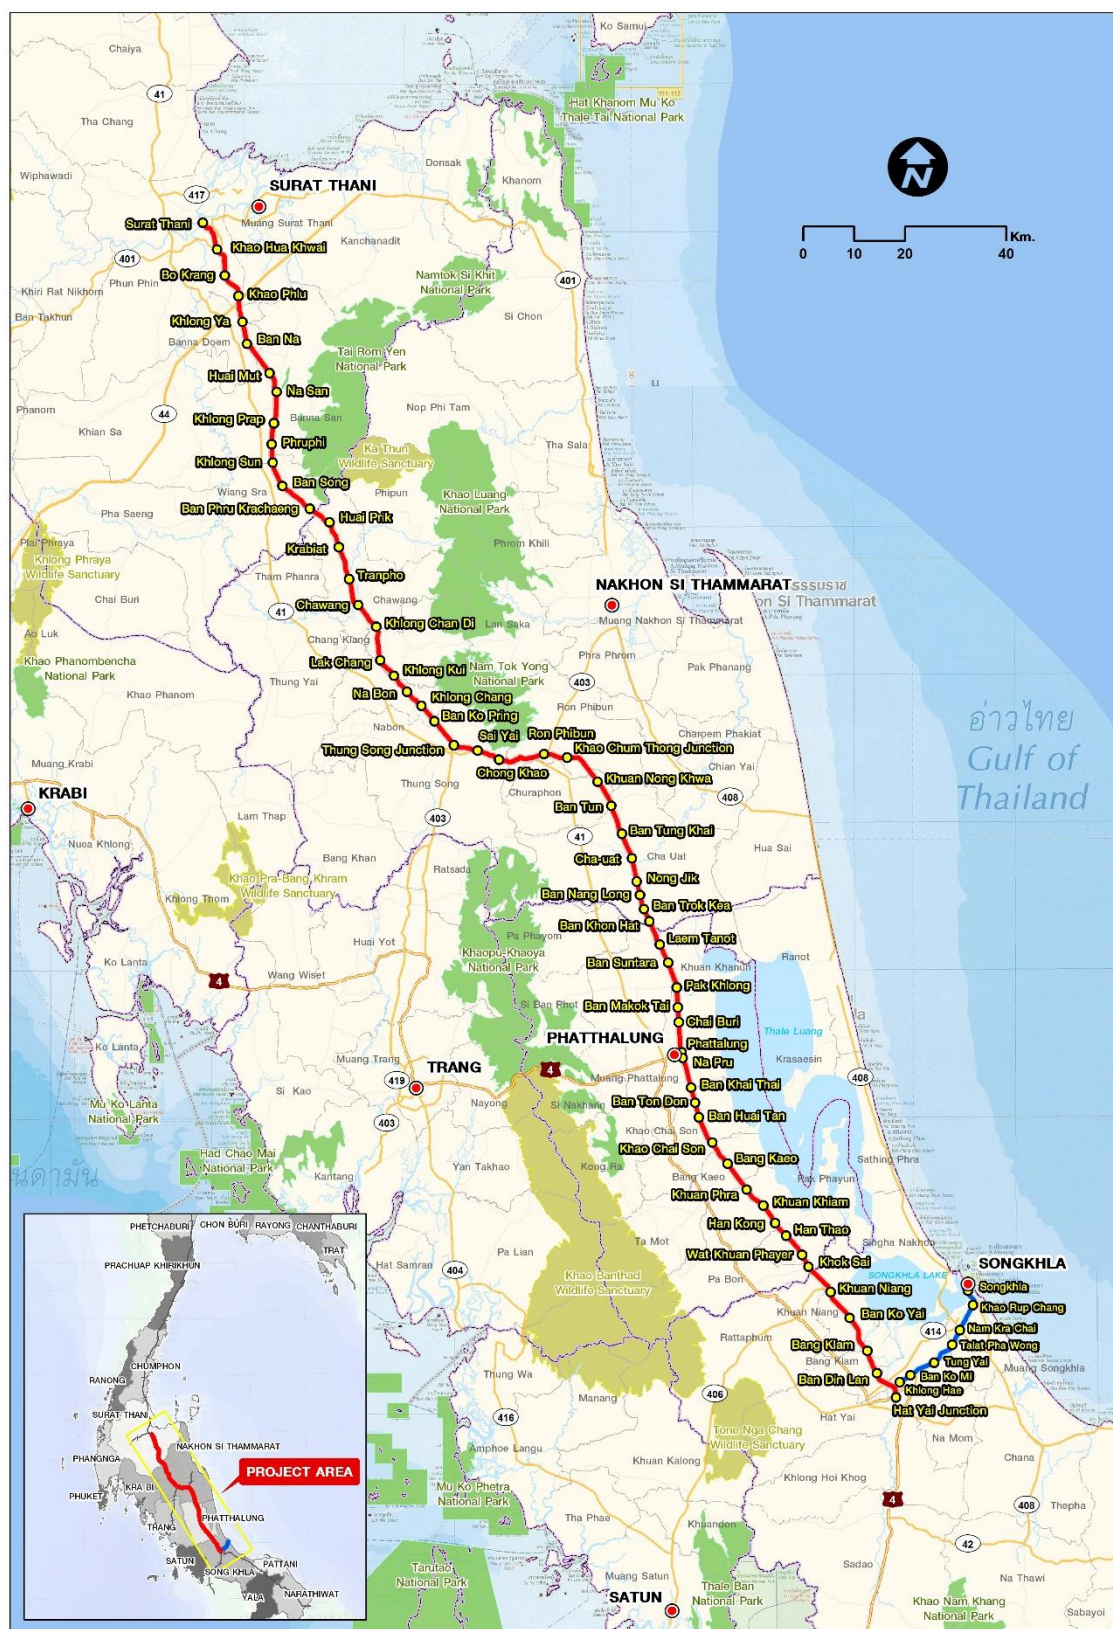 Ko Samui
Chaiya
41
Tha Chang
111-112
Hat Khanom Mu Ko
Thale Tai National Park
Wiphawadi
Donsak
Khanom
417
SURAT THANI
Surat Thani
Muang Surat Thani
Kanchanadit
Khao Hua Khwai
401
Phun Phin
Bo Krang
Khiri Rat Nikhom
Ban Takhun
Khao Phlu
Namtok Si Khit
National Park
401
Si Chon
Khlong Ya
Ban Na
Banna Doem
Tai Rom Yen
National Park
Huai Mut
Na San
Phanom
44
Khian Sa
Khlong Prap
Banna San
Nop Phi Tam
Phruphi
Tha Sala
Ka Thun
Wildlife Sanctuary
Khlong Sun
Ban Song
Wiang Sra
Phipun
Khao Luang
National Park
Ban Phru Krachaeng
Huai Prik
Pha Saeng
Plai Phraya
Krabiat
Phrom Khili
Khlong Phraya
Wildlife Sanctuary
Tham Phanra
Tranpho
Chai Buri
NAKHON SI THAMMARAT
ธรรมราช
on Si Thammarat
Chawang
Chawang
41
Muang Nakhon Si Thammarat
Khlong Chan Di
Lan Saka
Ao Luk
Chang Klang
Khao Phanombencha
National Park
Lak Chang
Khlong Kui
Nam Tok Yong
National Park
Phra Phrom
Pak Phanang
Khao Phanom
Thung Yai
Na Bon
Khlong Chang
403
Ban Ko Pring
Ron Phibun
Nabon
Sai Yai
Ron Phibun
Charoem Phakiat
Thung Song Junction
Khao Chum Thong Junction
Chong Khao
Chian Yai
Muang Krabi
Thung Song
Churaphon
Khuan Nong Khwa
KRABI
408
Ban Tun
Lam Thap
403
41
Ban Tung Khai
Nuea Khlong
Bang Khan
Ratsada
Cha-uat
Cha Uat
Hua Sai
Khao Pra-Bang Khram
Wildlife Sanctuary
Nong Jik
Khlong Thom
Ban Nang Long
Ban Trok Kea
Huai Yot
Pa Phayom
Ban Khon Hat
Laem Tanot
Khaopu-Khaoya
National Park
Ko Lanta
Wang Wiset
Ban Suntara
Khuan Khanun
Ranot
4
Pak Khlong
Si Ban Phot
Ban Makok Tai
Chai Buri
Thale Luang
Ko Lanta
Muang Trang
PHATTHALUNG
Phattalung
Krasaesin
Na Pru
TRANG
419
4
Muang Phattalung
408
Ban Khai Thai
Si Kao
Nayong
Ban Ton Don
Si Nakharin
Mu Ko Lanta
National Park
403
Ban Huai Tan
Khao Chai Son
Had Chao Mai
National Park
Yan Takhao
Khao Chai Son
Kong Ra
Bang Kaeo
Sathing Phra
Kantang
Bang Kaeo
Pak Phayun
นดามัน
Khuan Phra
Khuan Khiam
Han Kong
Han Thao
Ta Mot
Singha Nakhon
Pa Lian
Wat Khuan Phayer
Khok Sai
Hat Samran
404
Pa Bon
SONGKHLA LAKE
SONGKHLA
Songkhla
Khao Banthad
Wildlife Sanctuary
Khuan Niang
Khao Rup Chang
Khuan Niang
Ban Ko Yai
414
Nam Kra Chai
Rattaphum
Talat Pha Wong
Bang Klam
Bang Klam
Tung Yai
Thung Wa
Ban Din Lan
Ban Ko Mi
Muang Songkhla
Khlong Hae
Manang
406
Hat Yai Junction
416
Hat Yai
Tone Nga Chang
Wildlife Sanctuary
Na Mom
Amphoe Langu
Chana
Khuan Kalong
Khlong Hoi Khog
Mu Ko Phetra
National Park
4
408
Thepha
Tha Phae
Khuandon
42
Sadao
Tarutao
National Park
Muang Satun
Thale Ban
National Park
Na Thawi
SATUN
Khao Nam Khang
National Park
Sabayoi
อ่าวไทย
Gulf of
Thailand
N
Km.
0 10 20 40
PHETCHABURI
CHON BURI
RAYONG
CHANTHABURI
TRAT
PRACHUAP KHIRIKHUN
CHUMPHON
RANONG
SURAT THANI
NAKHON SI THAMMARAT
PHANGNGA
KRA BI
PROJECT AREA
PHUKET
PHATTHALUNG
TRANG
SATUN
SONG KHLA
PATTANI
YALA
NARATHIWAT